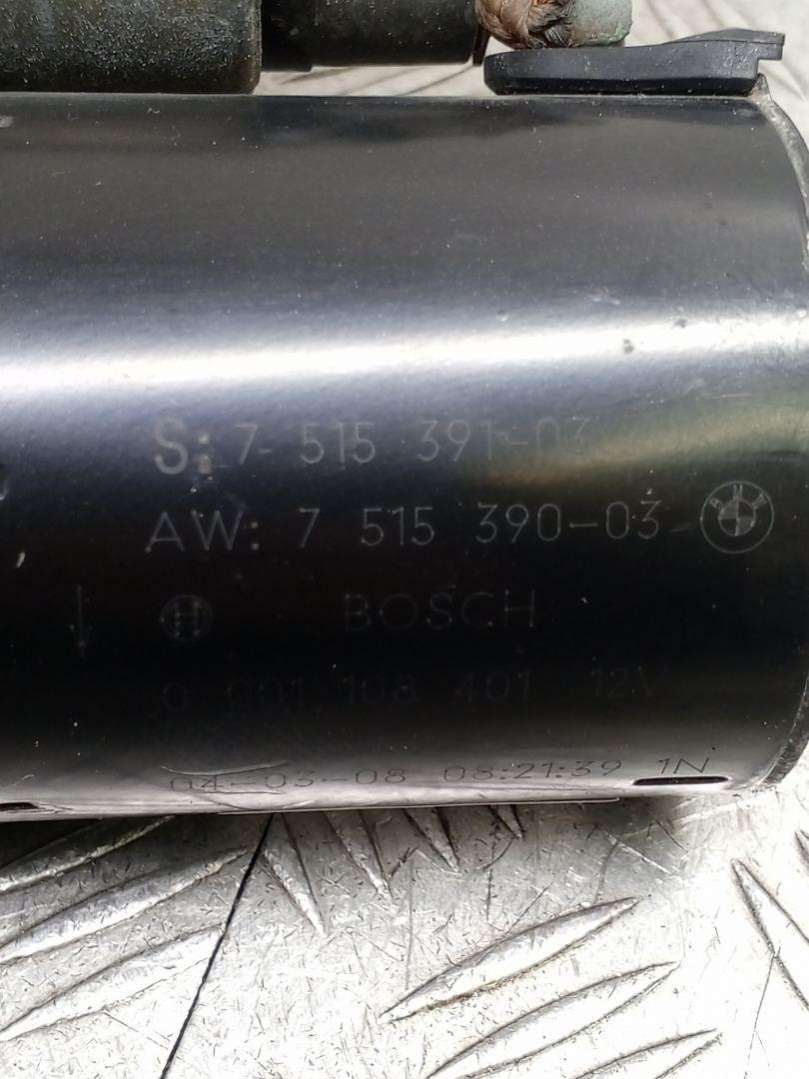 S: 7 515 391-03
AW: 7 515 390-03
BOSCH
0 001 108 401 12V
04-03-08 08:21:39 1N